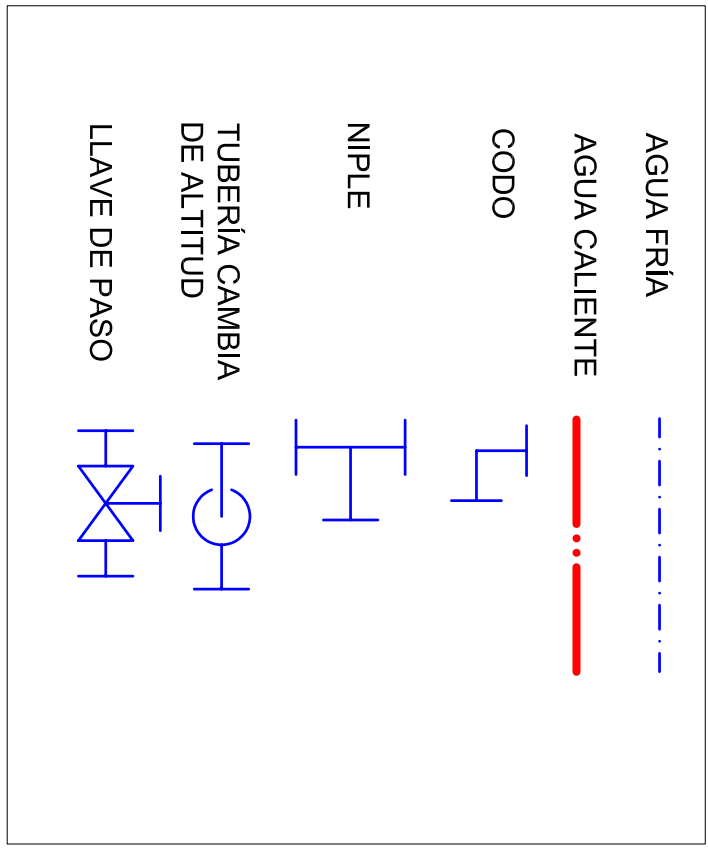 AGUA FRÍA
AGUA CALIENTE
CODO
NIPLE
TUBERÍA CAMBIA
DE ALTITUD
LLAVE DE PASO